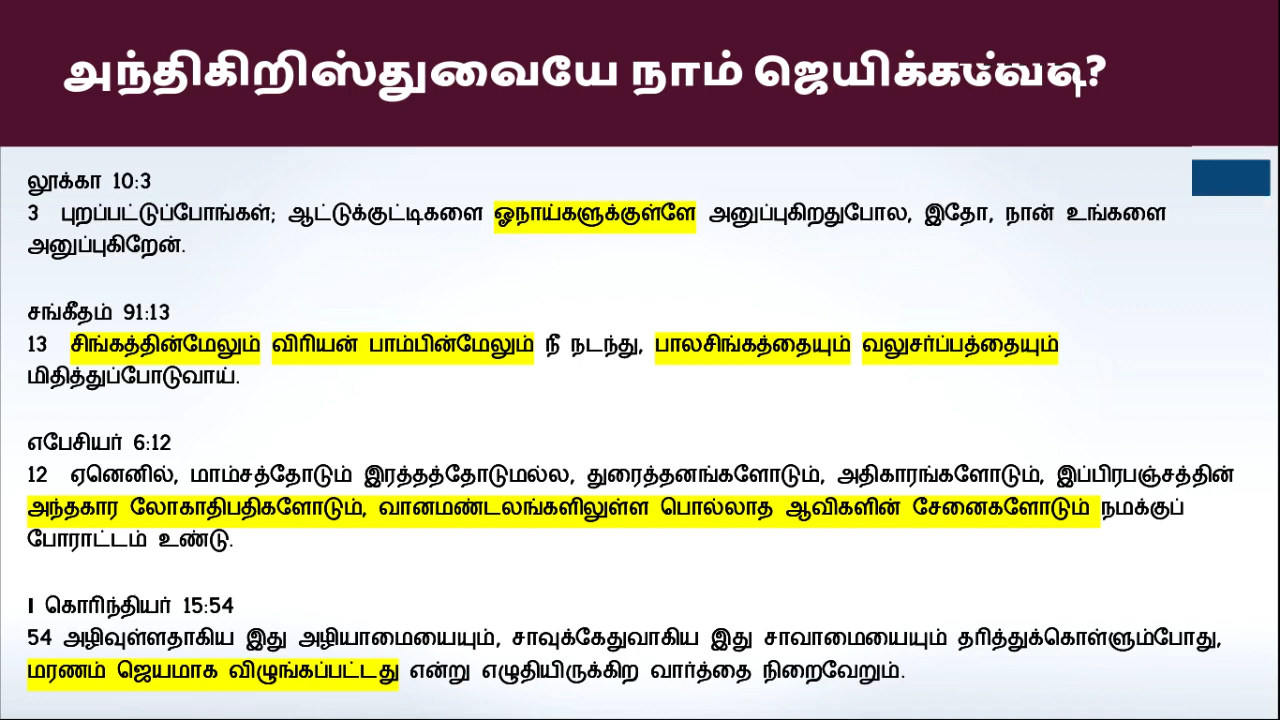 அந்திகிறிஸ்துவையே நாம்
லூக்கா 10:3
3 புறப்பட்டுப்போங்கள்; ஆட்டுக்குட்டிகளை ஓநாய்களுக்குள்ளே அனுப்புகிறதுபோல, இதோ, நான் உங்களை
அனுப்புகிறேன்.
சங்கீதம் 91:13
13 சிங்கத்தின்மேலும் விரியன் பாம்பின்மேலும் நீ நடந்து, பாலசிங்கத்தையும் வலுசர்ப்பத்தையும்
மிதித்துப்போடுவாய்.
எபேசியர் 6:12
12 ஏனெனில், மாம்சத்தோடும் இரத்தத்தோடுமல்ல, துரைத்தனங்களோடும், அதிகாரங்களோடும், இப்பிரபஞ்சத்தின்
அந்தகார லோகாதிபதிகளோடும், வானமண்டலங்களிலுள்ள பொல்லாத ஆவிகளின் சேனைகளோடும் நமக்குப்
போராட்டம் உண்டு.
I கொரிந்தியர் 15:54
54 அழிவுள்ளதாகிய இது அழியாமையையும், சாவுக்கேதுவாகிய இது சாவாமையையும் தரித்துக்கொள்ளும்போது,
மரணம் ஜெயமாக விழுங்கப்பட்டது என்று எழுதியிருக்கிற வார்த்தை நிறைவேறும்.